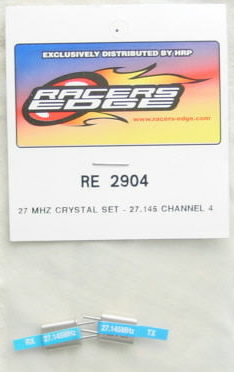 EXCLUSIVELY DISTRIBUTED BY HRP
RACERS
EDGE
www.racers-edge.com
RE 2904
27 MHZ CRYSTAL SET - 27.145 CHANNEL 4
RX 27.145MHz
27.145MHz TX